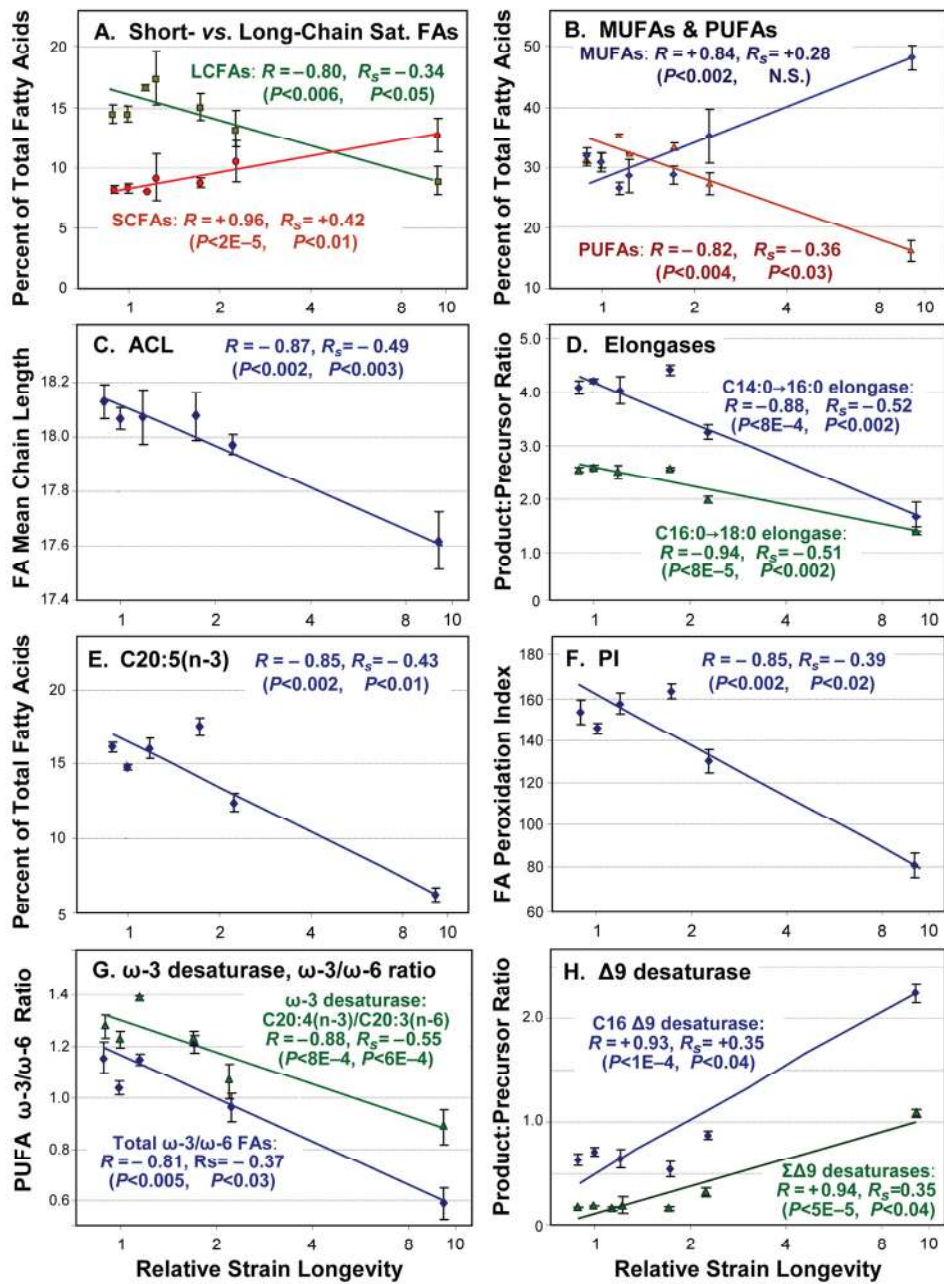 A. Short- vs. Long-Chain Sat. FAs
Percent of Total Fatty Acids
20
15
10
5
0
LCFAs: R = −0.80, Rs = −0.34
(P<0.006, P<0.05)
SCFAs: R = +0.96, Rs = +0.42
(P<2E−5, P<0.01)
1
2
4
10
B. MUFAs & PUFAs
Percent of Total Fatty Acids
50
40
30
20
10
MUFAs: R = +0.84, Rs = +0.28
(P<0.002, N.S.)
PUFAs: R = −0.82, Rs = −0.36
(P<0.004, P<0.03)
1
2
4
10
C. ACL
FA Mean Chain Length
18.2
18.0
17.8
17.6
17.4
R = − 0.87, Rs = −0.49
(P<0.002, P<0.003)
1
2
4
10
D. Elongases
Product:Precursor Ratio
5.0
4.0
3.0
2.0
1.0
0
C14:0→16:0 elongase:
R = −0.88, Rs = −0.52
(P<8E−4, P<0.002)
C16:0→18:0 elongase:
R = −0.94, Rs = −0.51
(P<8E−5, P<0.002)
1
2
4
10
E. C20:5(n-3)
Percent of Total Fatty Acids
20
15
10
5
R = − 0.85, Rs = −0.43
(P<0.002, P<0.01)
1
2
4
10
F. PI
FA Peroxidation Index
180
160
140
120
100
80
60
R = − 0.85, Rs = −0.39
(P<0.002, P<0.02)
1
2
4
10
G. ω-3 desaturase, ω-3/ω-6 ratio
PUFA ω-3/ω-6 Ratio
1.4
1.2
1.0
0.8
0.6
ω-3 desaturase:
C20:4(n-3)/C20:3(n-6)
R = −0.88, Rs = −0.55
(P<8E−4, P<6E−4)
Total ω-3/ω-6 FAs:
R = −0.81, Rs= −0.37
(P<0.005, P<0.03)
1
2
4
10
Relative Strain Longevity
H. Δ9 desaturase
Product:Precursor Ratio
2.0
1.0
0
C16 Δ9 desaturase:
R = +0.93, Rs = +0.35
(P<1E−4, P<0.04)
ΣΔ9 desaturases:
R = +0.94, Rs=0.35
(P<5E−5, P<0.04)
1
2
4
10
Relative Strain Longevity